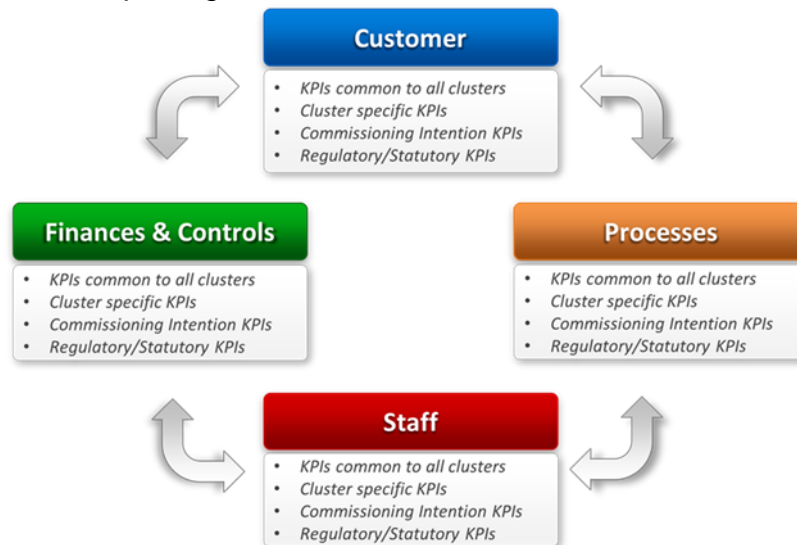 Customer
• KPIs common to all clusters
• Cluster specific KPIs
• Commissioning Intention KPIs
• Regulatory/Statutory KPIs
Finances & Controls
• KPIs common to all clusters
• Cluster specific KPIs
• Commissioning Intention KPIs
• Regulatory/Statutory KPIs
Processes
• KPIs common to all clusters
• Cluster specific KPIs
• Commissioning Intention KPIs
• Regulatory/Statutory KPIs
Staff
• KPIs common to all clusters
• Cluster specific KPIs
• Commissioning Intention KPIs
• Regulatory/Statutory KPIs